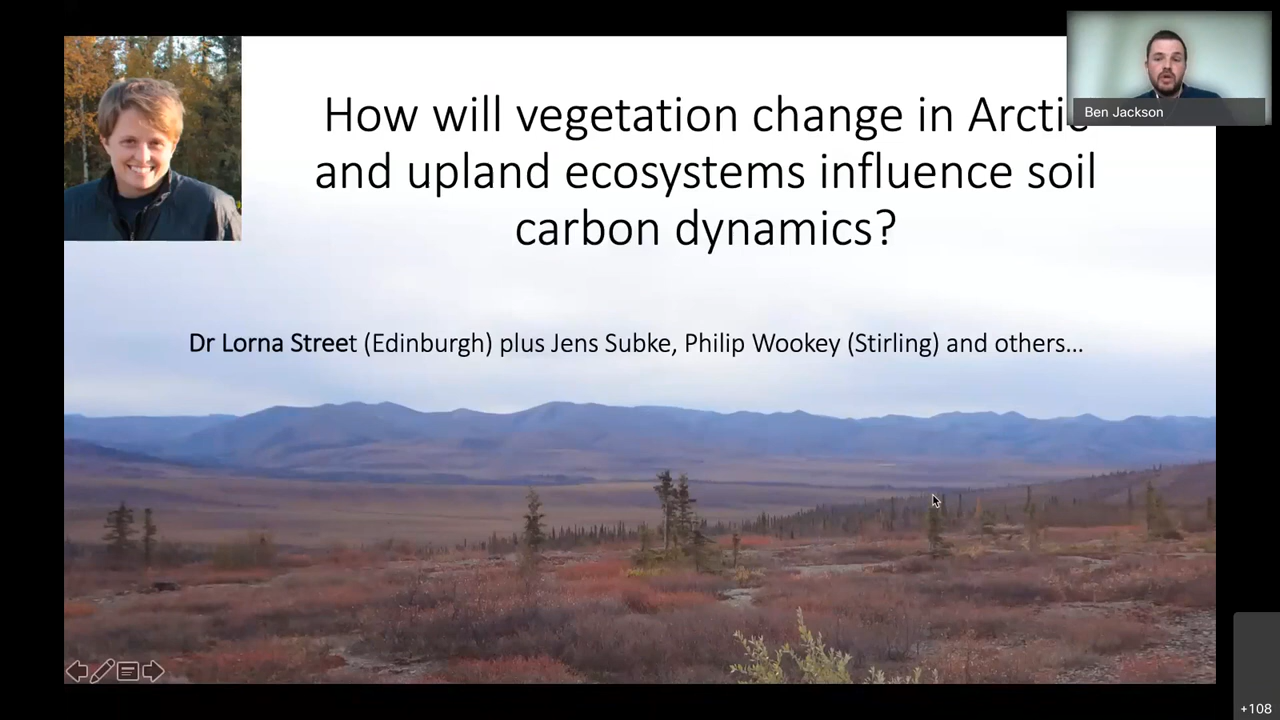 How will vegetation change in Arctic
and upland ecosystems influence soil
carbon dynamics?
Ben Jackson
Dr Lorna Street (Edinburgh) plus Jens Subke, Philip Wookey (Stirling) and others...
+108